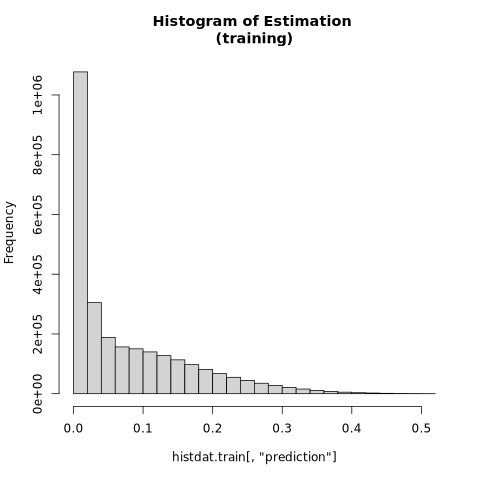 Histogram of Estimation
(training)
Frequency
1e+06
8e+05
6e+05
4e+05
2e+05
0e+00
0.0 0.1 0.2 0.3 0.4 0.5
histdat.train[, "prediction"]